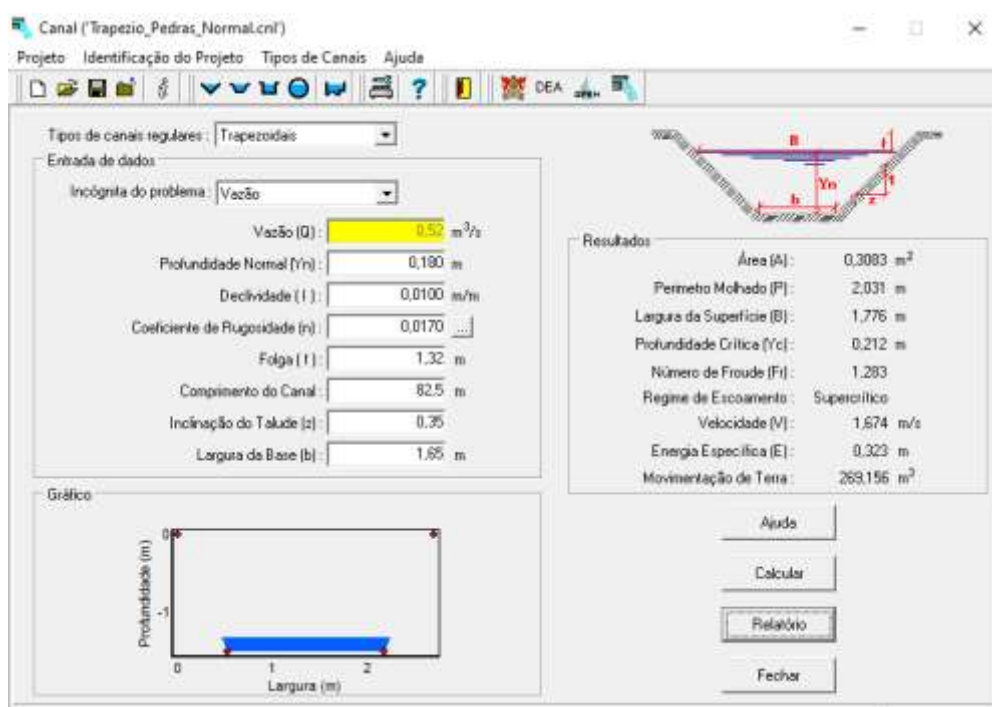 Canal ('Trapezio_Pedras_Normal.cnl')
Projeto Identificação do Projeto Tipos de Canais Ajuda
DEA
Tipos de canais regulares : Trapezoidais
Entrada de dados
Incógnita do problema : Vazão
Vazão (Q) : 0,52 m³/s
Profundidade Normal (Yn) : 0,180 m
Declividade ( I ) : 0,0100 m/m
Coeficiente de Rugosidade (n) : 0,0170 ...
Folga ( f ) : 1,32 m
Comprimento do Canal : 82,5 m
Inclinação do Talude (z) : 0,35
Largura da Base (b) : 1,65 m
B f
Yn 1
b z
Resultados
Área (A) : 0,3083 m²
Perímetro Molhado (P) : 2,031 m
Largura da Superfície (B) : 1,776 m
Profundidade Crítica (Yc) : 0,212 m
Número de Froude (Fr) : 1,283
Regime de Escoamento : Supercrítico
Velocidade (V) : 1,674 m/s
Energia Específica (E) : 0,323 m
Movimentação de Terra : 269,156 m³
Gráfico
Profundidade (m)
0
-1
0 1 2
Largura (m)
Ajuda
Calcular
Relatório
Fechar